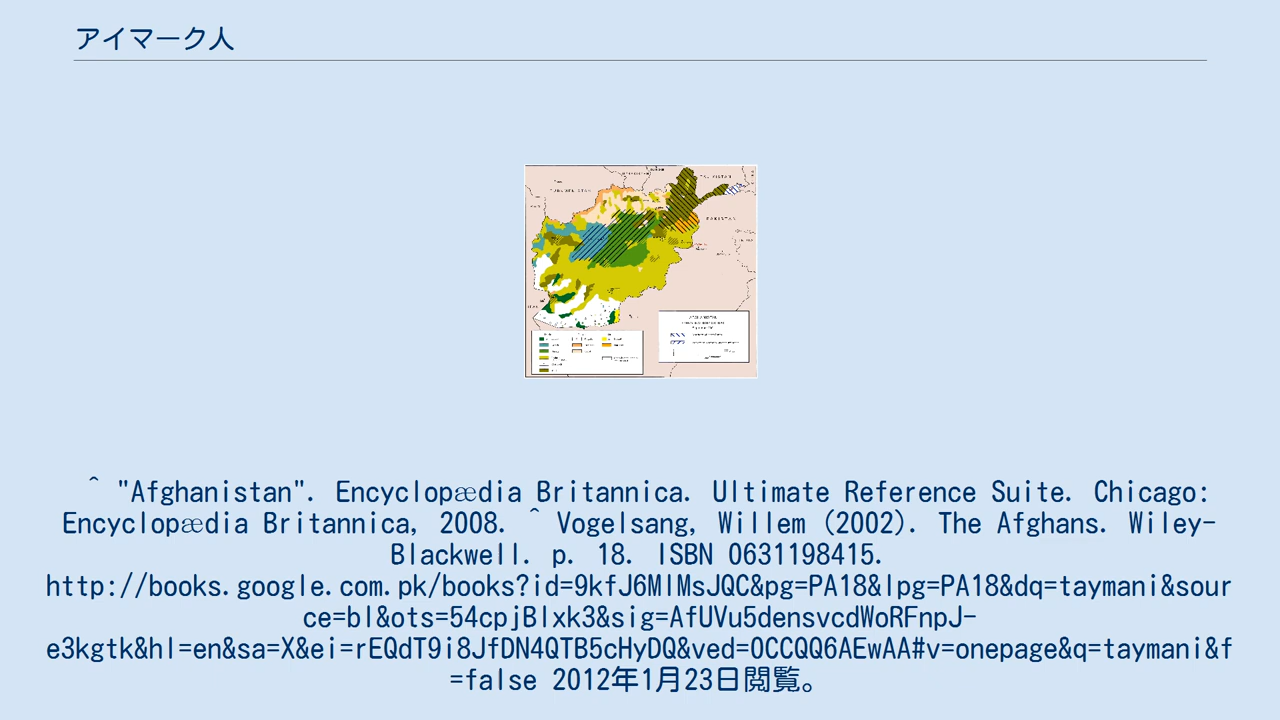 アイマーク人
PAKISTAN
^ "Afghanistan". Encyclopædia Britannica. Ultimate Reference Suite. Chicago:
Encyclopædia Britannica, 2008. ^ Vogelsang, Willem (2002). The Afghans. Wiley-
Blackwell. p. 18. ISBN 0631198415.
http://books.google.com.pk/books?id=9kfJ6MlMsJQC&pg=PA18&lpg=PA18&dq=taymani&sour
ce=bl&ots=54cpjBlxk3&sig=AfUVu5densvcdWoRFnpJ-
e3kgtk&hl=en&sa=X&ei=rEQdT9i8JfDN4QTB5cHyDQ&ved=0CCQQ6AEwAA#v=onepage&q=taymani&f
=false 2012年1月23日閲覧。